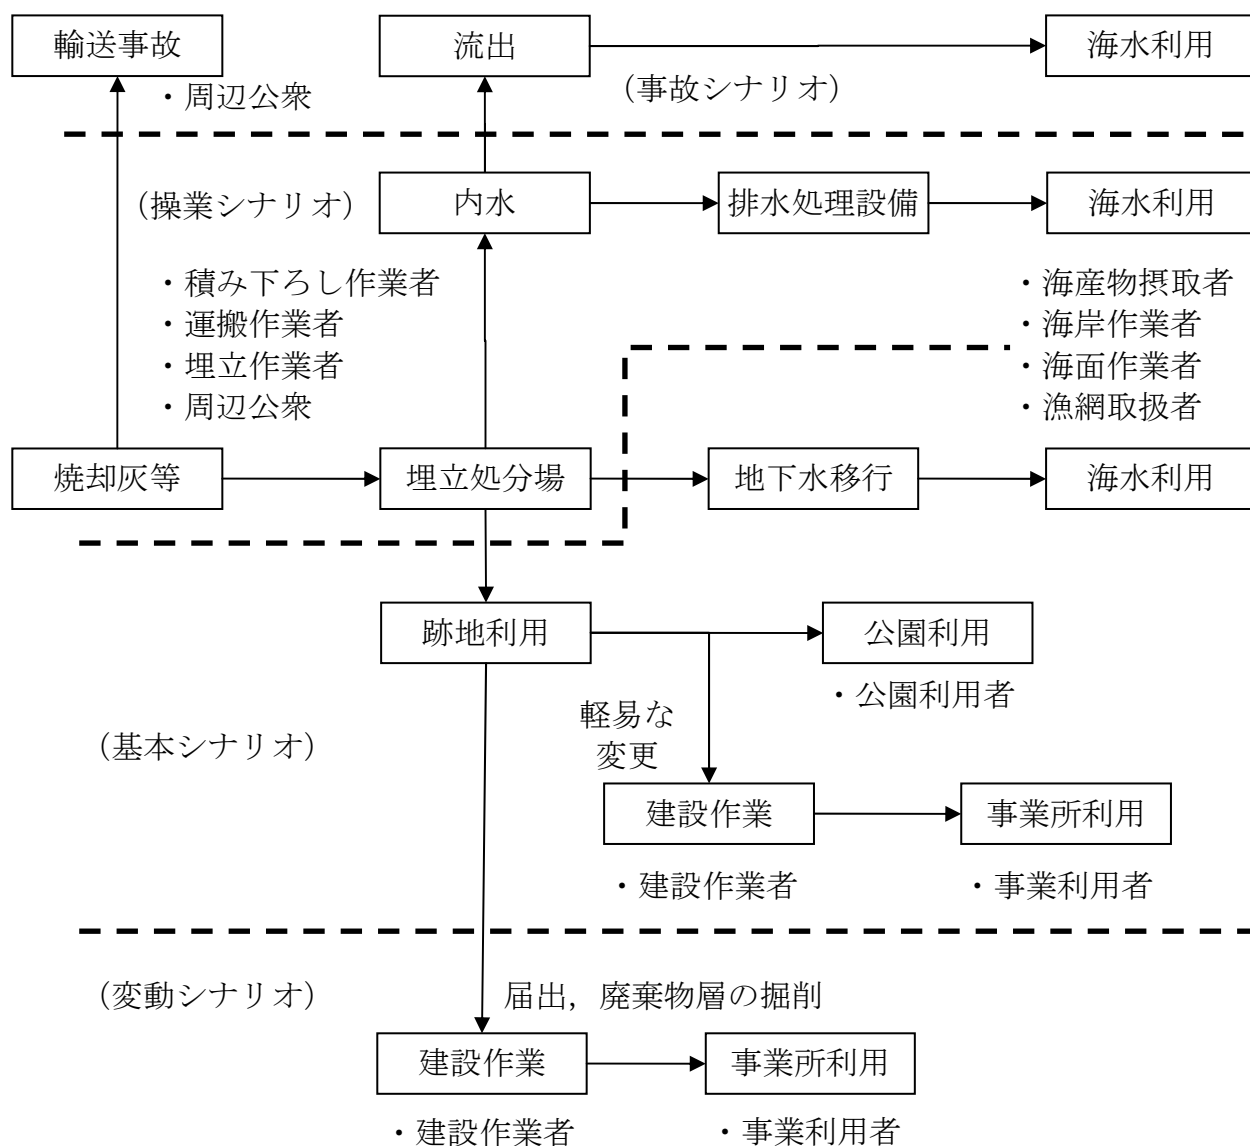 輸送事故
流出
海水利用
・周辺公衆
（事故シナリオ）
（操業シナリオ）
内水
排水処理設備
海水利用
・積み下ろし作業者
・運搬作業者
・埋立作業者
・周辺公衆
・海産物摂取者
・海岸作業者
・海面作業者
・漁網取扱者
焼却灰等
埋立処分場
地下水移行
海水利用
跡地利用
公園利用
・公園利用者
軽易な
変更
（基本シナリオ）
建設作業
事業所利用
・建設作業者
・事業利用者
（変動シナリオ）
届出，廃棄物層の掘削
建設作業
事業所利用
・建設作業者
・事業利用者